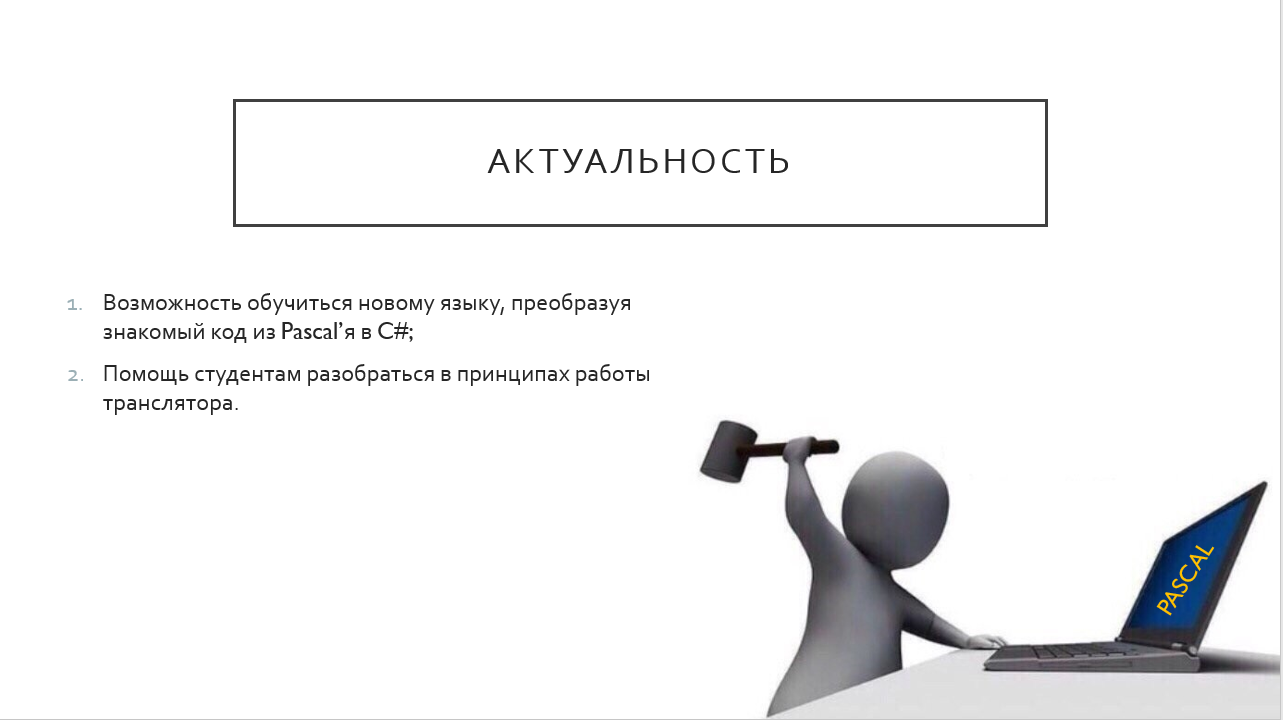 АКТУАЛЬНОСТЬ
1. Возможность обучиться новому языку, преобразуя
знакомый код из Pascal’я в C#;
2. Помощь студентам разобраться в принципах работы
транслятора.
PASCAL